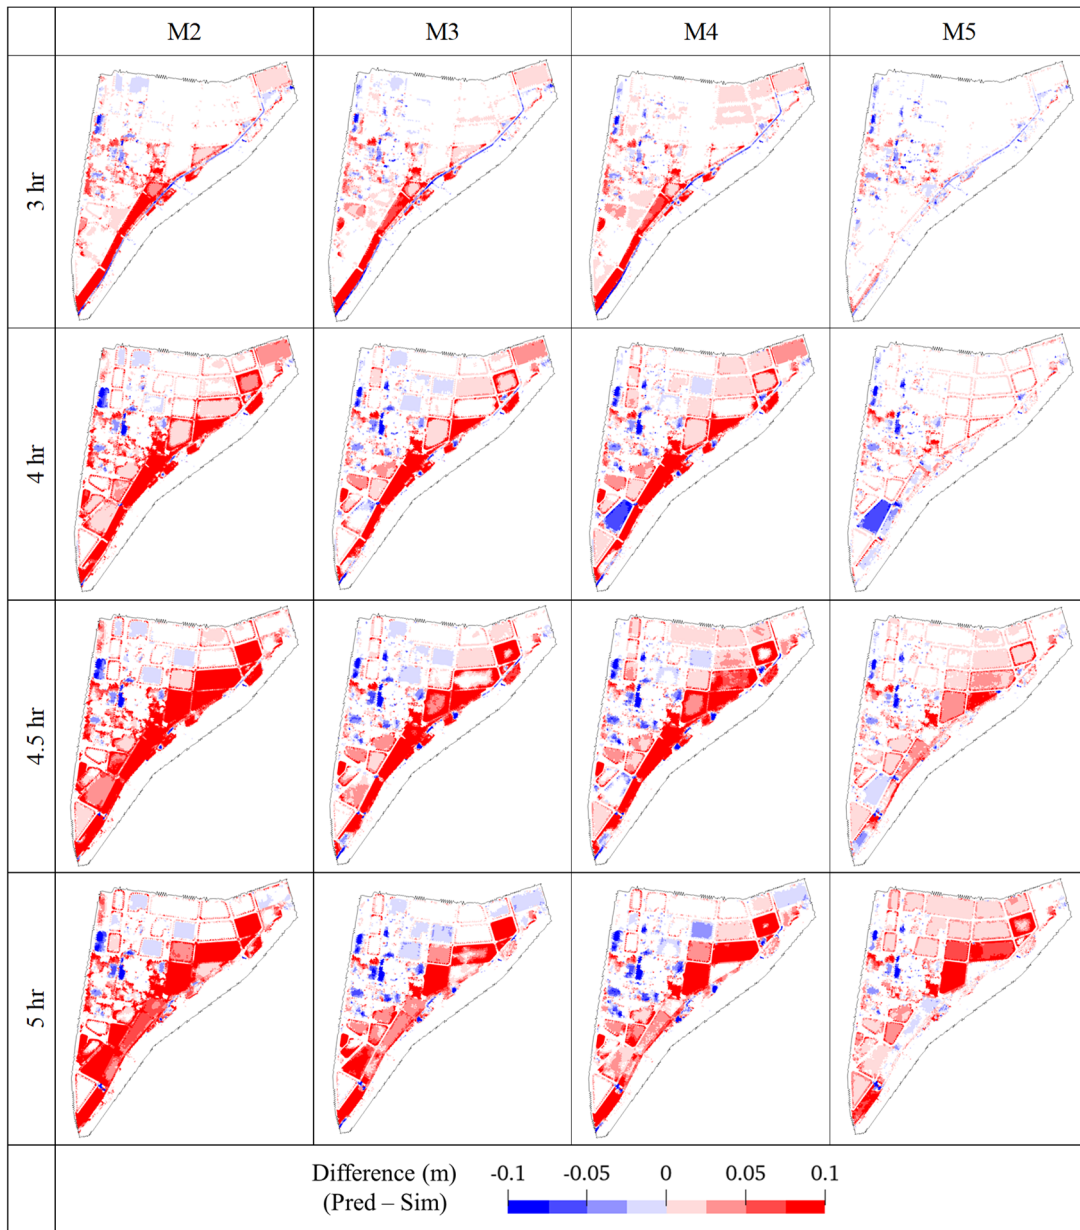 M2 M3 M4 M5
3 hr
4 hr
4.5 hr
5 hr
Difference (m) -0.1 -0.05 0 0.05 0.1
(Pred – Sim)